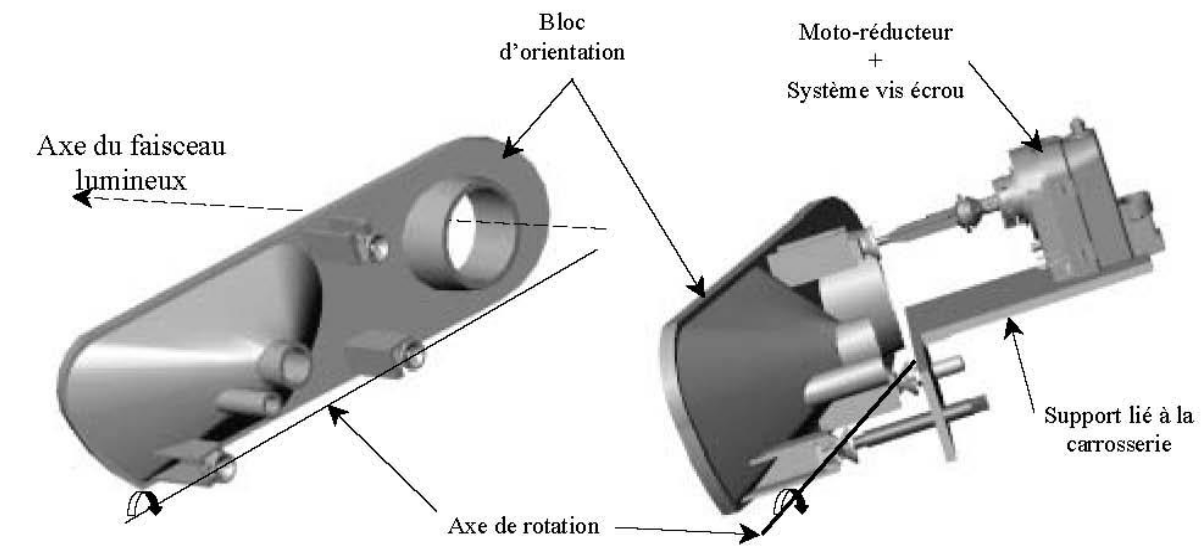 Bloc
d'orientation
Moto-réducteur
+
Système vis écrou
Axe du faisceau
lumineux
Support lié à la
carrosserie
Axe de rotation